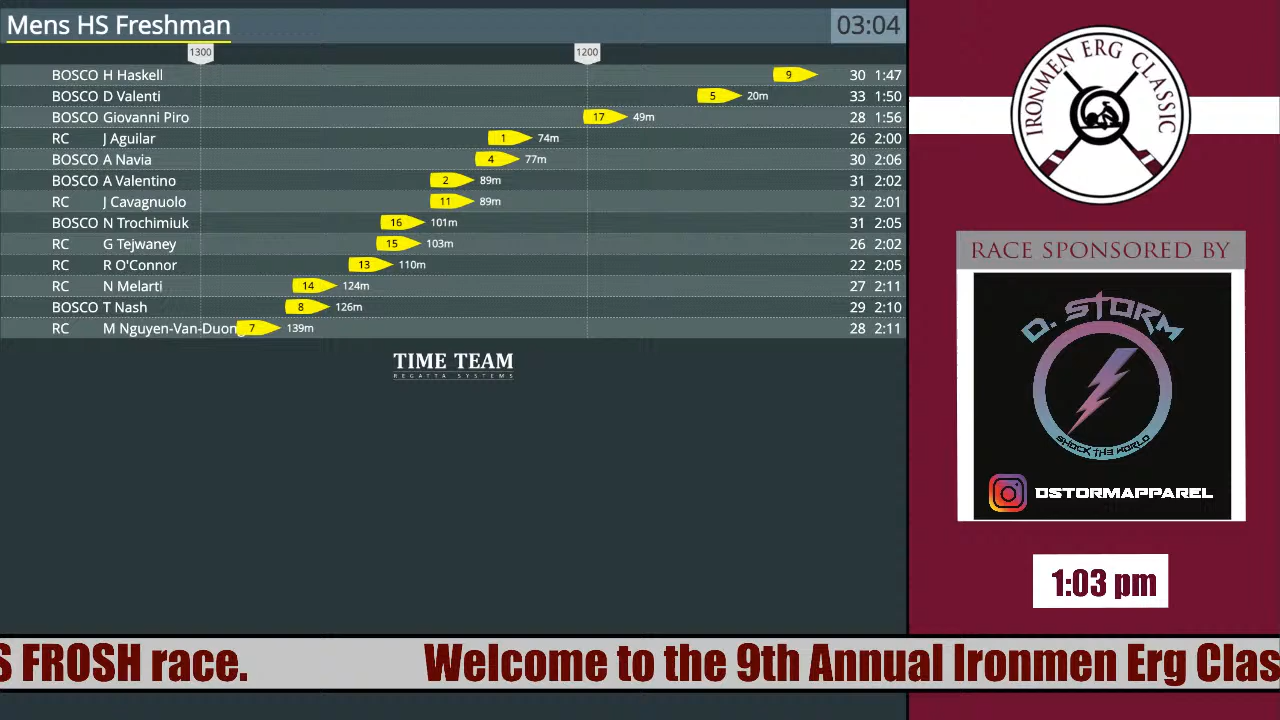 Mens HS Freshman 03:04
1300 1200
BOSCO H Haskell 9 30 1:47
BOSCO D Valenti 5 20m 33 1:50
BOSCO Giovanni Piro 17 49m 28 1:56
RC J Aguilar 1 74m 26 2:00
BOSCO A Navia 4 77m 30 2:06
BOSCO A Valentino 2 89m 31 2:02
RC J Cavagnuolo 11 89m 32 2:01
BOSCO N Trochimiuk 16 101m 31 2:05
RC G Tejwaney 15 103m 26 2:02
RC R O'Connor 13 110m 22 2:05
RC N Melarti 14 124m 27 2:11
BOSCO T Nash 8 126m 29 2:10
RC M Nguyen-Van-Duong 7 139m 28 2:11
TIME TEAM
REGATTA SYSTEMS
IRONMEN ERG CLASSIC
RACE SPONSORED BY
D. STORM
SHOCK THE WORLD
DSTORMAPPAREL
1:03 pm
S FROSH race. Welcome to the 9th Annual Ironmen Erg Clas